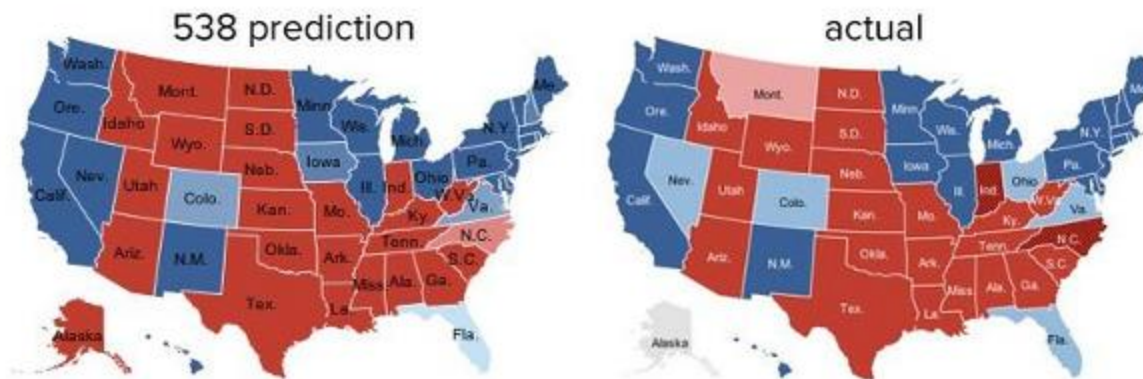 538 prediction
Wash.
Mont.
N.D.
Minn
Me.
Ore.
Idaho
S.D.
Wis.
Mich.
N.Y.
Wyo.
Iowa
Pa.
Neb.
Nev.
Utah
Colo.
Ill.
Ind.
Ohio
W.Va
Va.
Calif.
Kan.
Mo.
Ky.
N.C.
Ariz.
N.M.
Okla.
Ark.
Tenn.
S.C.
Miss
Ala.
Ga.
Tex.
La.
Fla.
Alaska
actual
Wash.
Mont.
N.D.
Minn
Me
Ore.
Idaho
S.D.
Wis.
Mich.
N.Y.
Wyo.
Iowa
Pa.
Neb.
Nev.
Utah
Colo.
Ill.
Ind.
Ohio
W.Va
Va.
Calif.
Kan.
Mo.
Ky.
N.C.
Ariz.
N.M.
Okla.
Ark.
Tenn.
S.C.
Miss
Ala.
Ga.
Tex.
La.
Fla.
Alaska